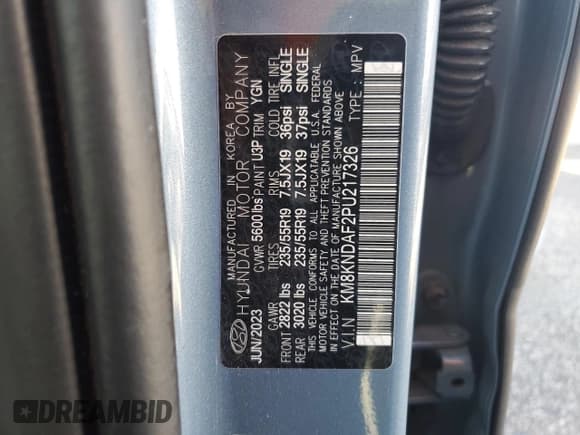 MANUFACTURED IN KOREA BY
HYUNDAI MOTOR COMPANY
JUN/2023 GVWR 5600 lbs PAINT U3P TRIM YGN
GAWR TIRES RIMS COLD TIRE INFL
FRONT 2822 lbs 235/55R19 7.5JX19 36psi SINGLE
REAR 3020 lbs 235/55R19 7.5JX19 37psi SINGLE
THIS VEHICLE CONFORMS TO ALL APPLICABLE U.S.A. FEDERAL
MOTOR VEHICLE SAFETY AND THEFT PREVENTION STANDARDS
IN EFFECT ON THE DATE OF MANUFACTURE SHOWN ABOVE
V.I.N KM8KNDAF2PU217326 TYPE : MPV
DREAMBID